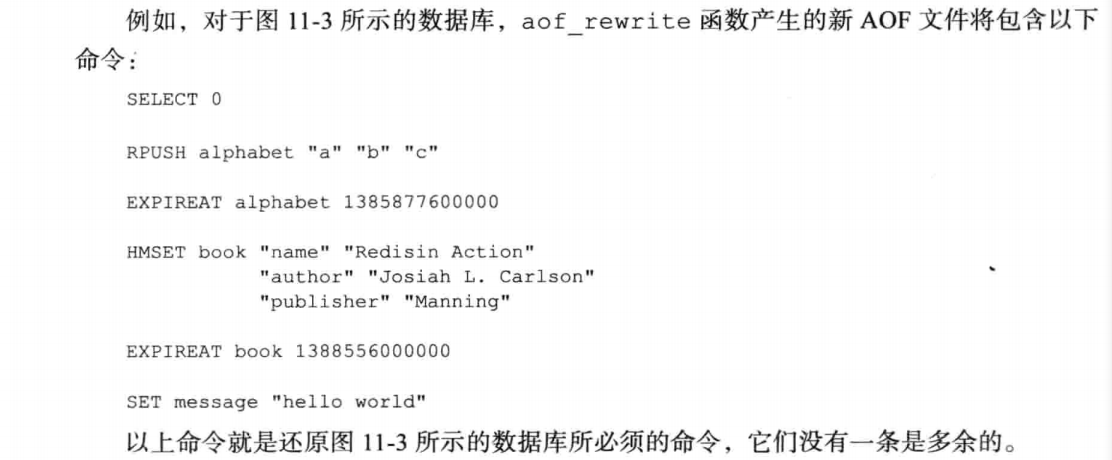 例如，对于图 11-3 所示的数据库，aof_rewrite 函数产生的新 AOF 文件将包含以下
命令：
SELECT 0
RPUSH alphabet "a" "b" "c"
EXPIREAT alphabet 1385877600000
HMSET book "name" "Redisin Action"
"author" "Josiah L. Carlson"
"publisher" "Manning"
EXPIREAT book 1388556000000
SET message "hello world"
以上命令就是还原图 11-3 所示的数据库所必须的命令，它们没有一条是多余的。